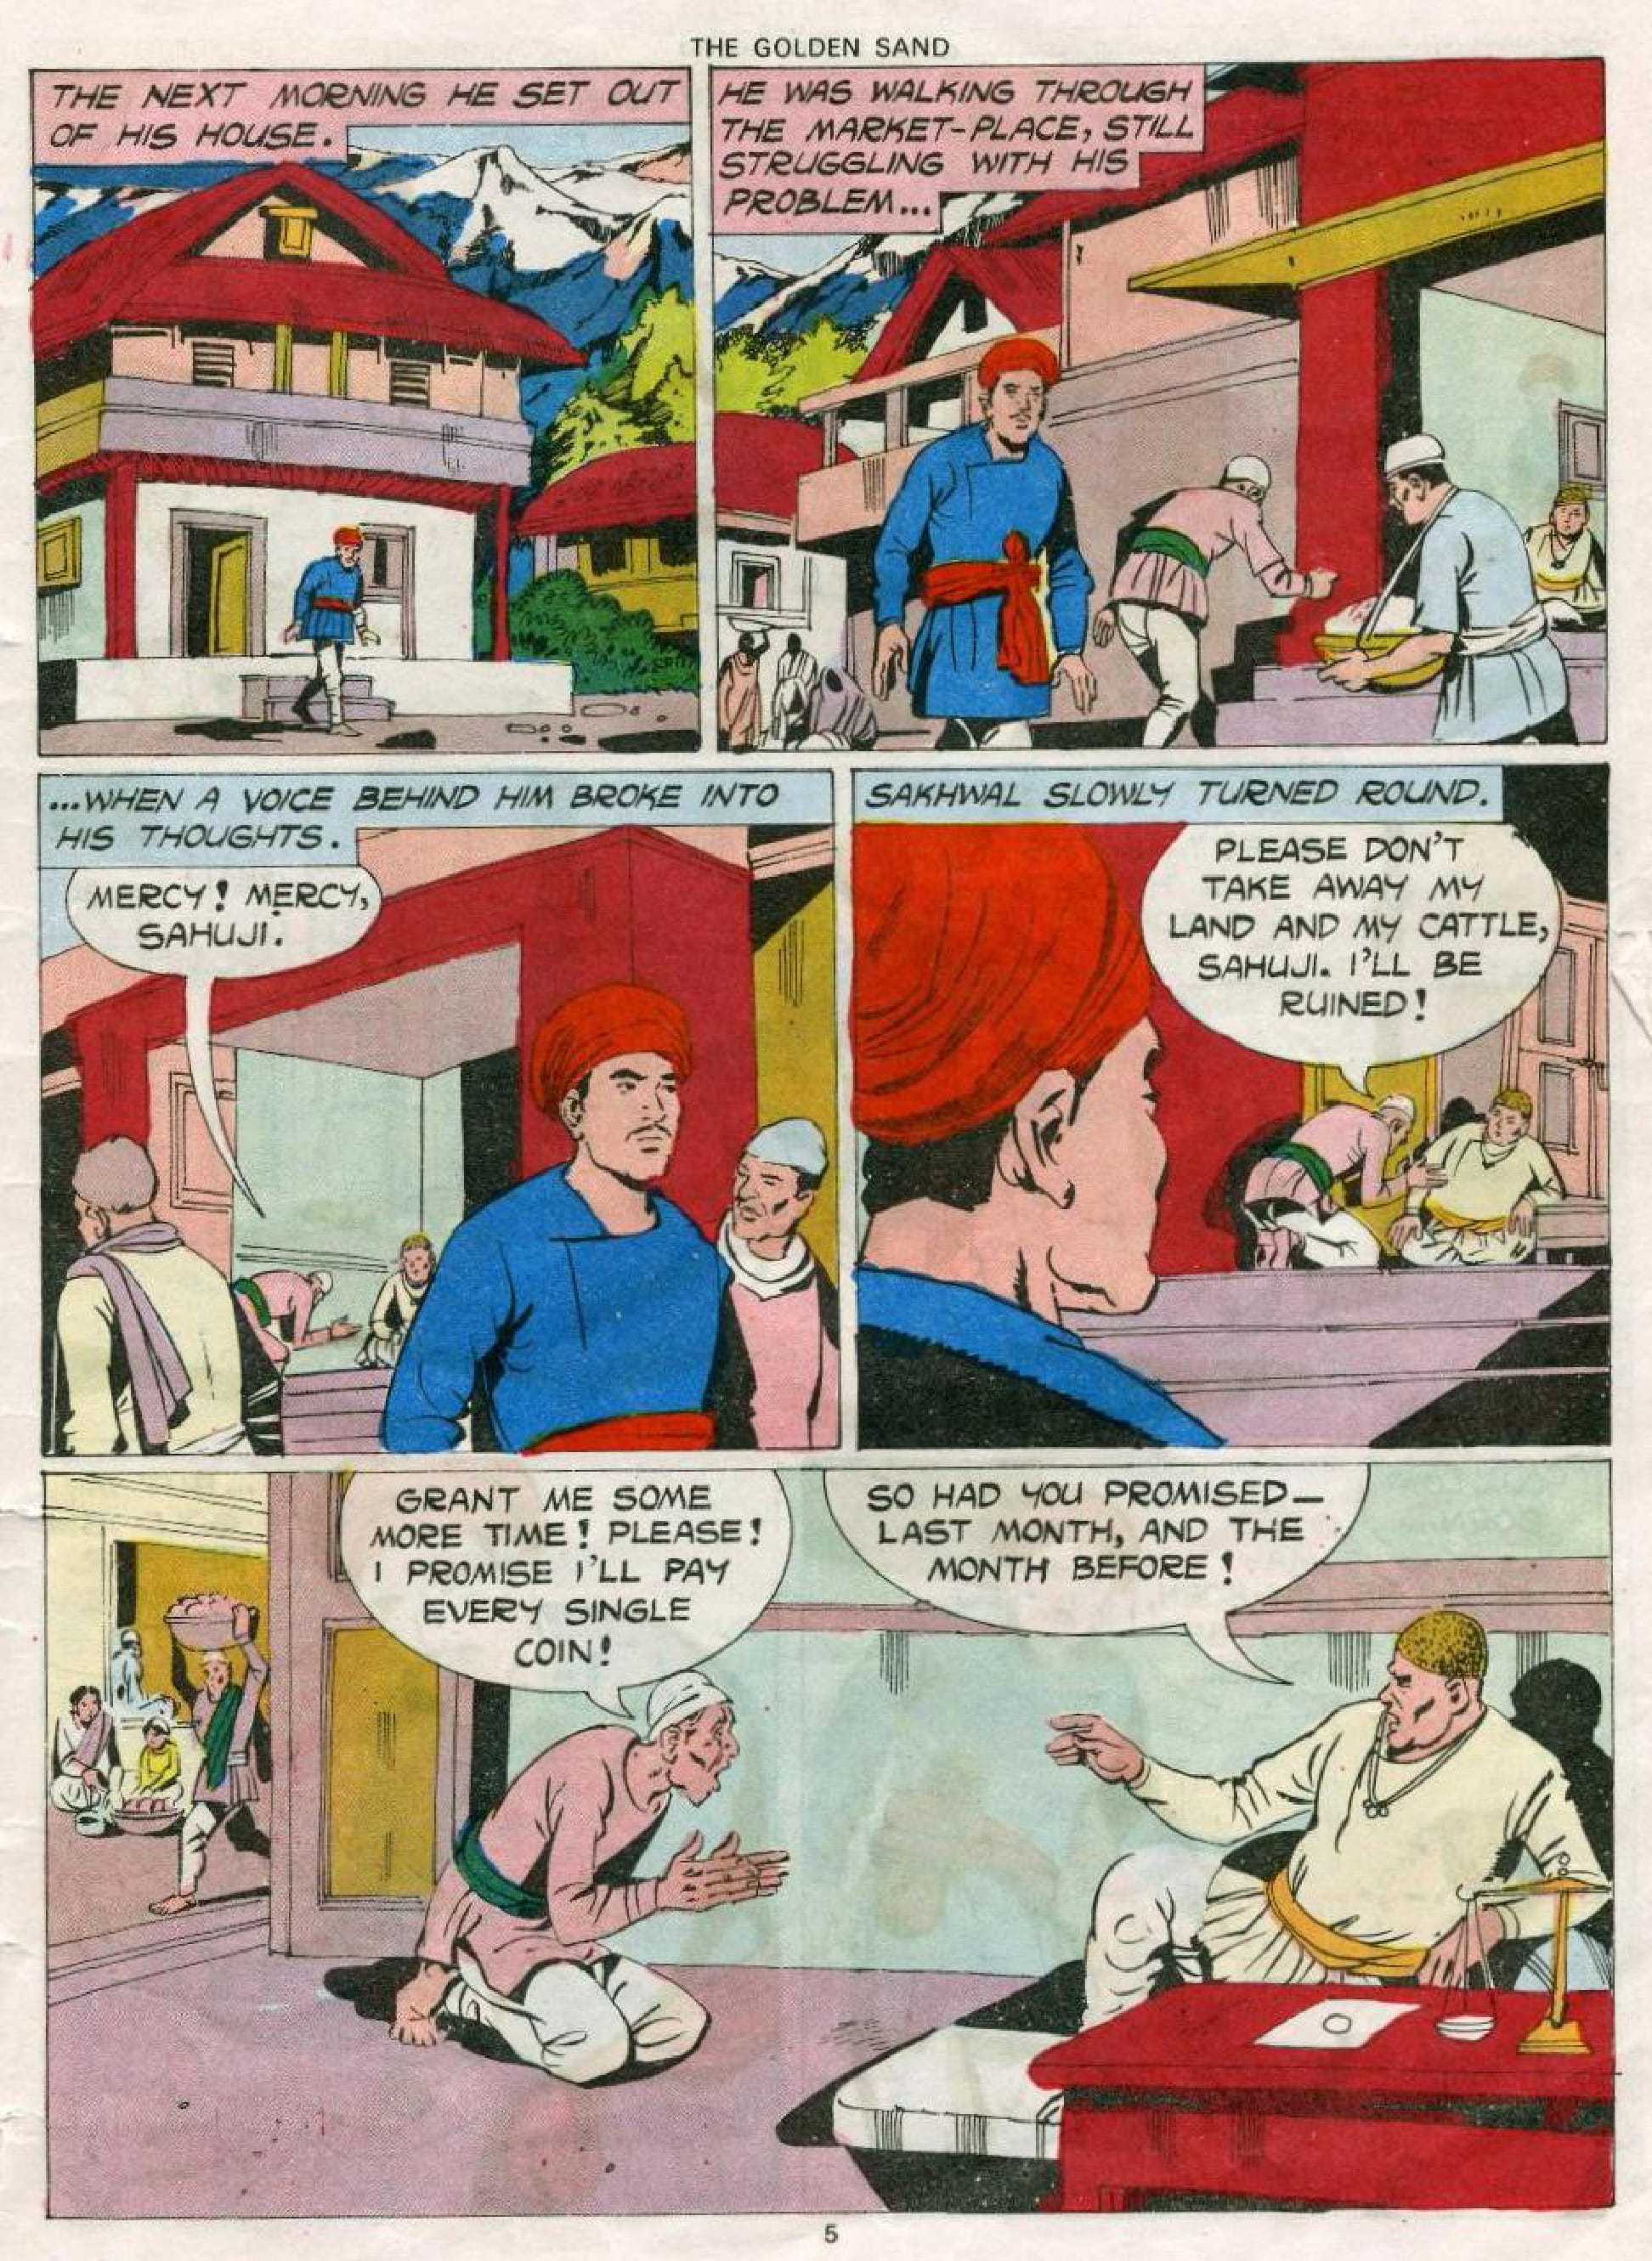 THE GOLDEN SAND
THE NEXT MORNING HE SET OUT
OF HIS HOUSE.
HE WAS WALKING THROUGH
THE MARKET-PLACE, STILL
STRUGGLING WITH HIS
PROBLEM...
...WHEN A VOICE BEHIND HIM BROKE INTO
HIS THOUGHTS.
MERCY! MERCY,
SAHUJI.
SAKHWAL SLOWLY TURNED ROUND.
PLEASE DON'T
TAKE AWAY MY
LAND AND MY CATTLE,
SAHUJI. I'LL BE
RUINED!
GRANT ME SOME
MORE TIME! PLEASE!
I PROMISE I'LL PAY
EVERY SINGLE
COIN!
SO HAD YOU PROMISED—
LAST MONTH, AND THE
MONTH BEFORE!
5